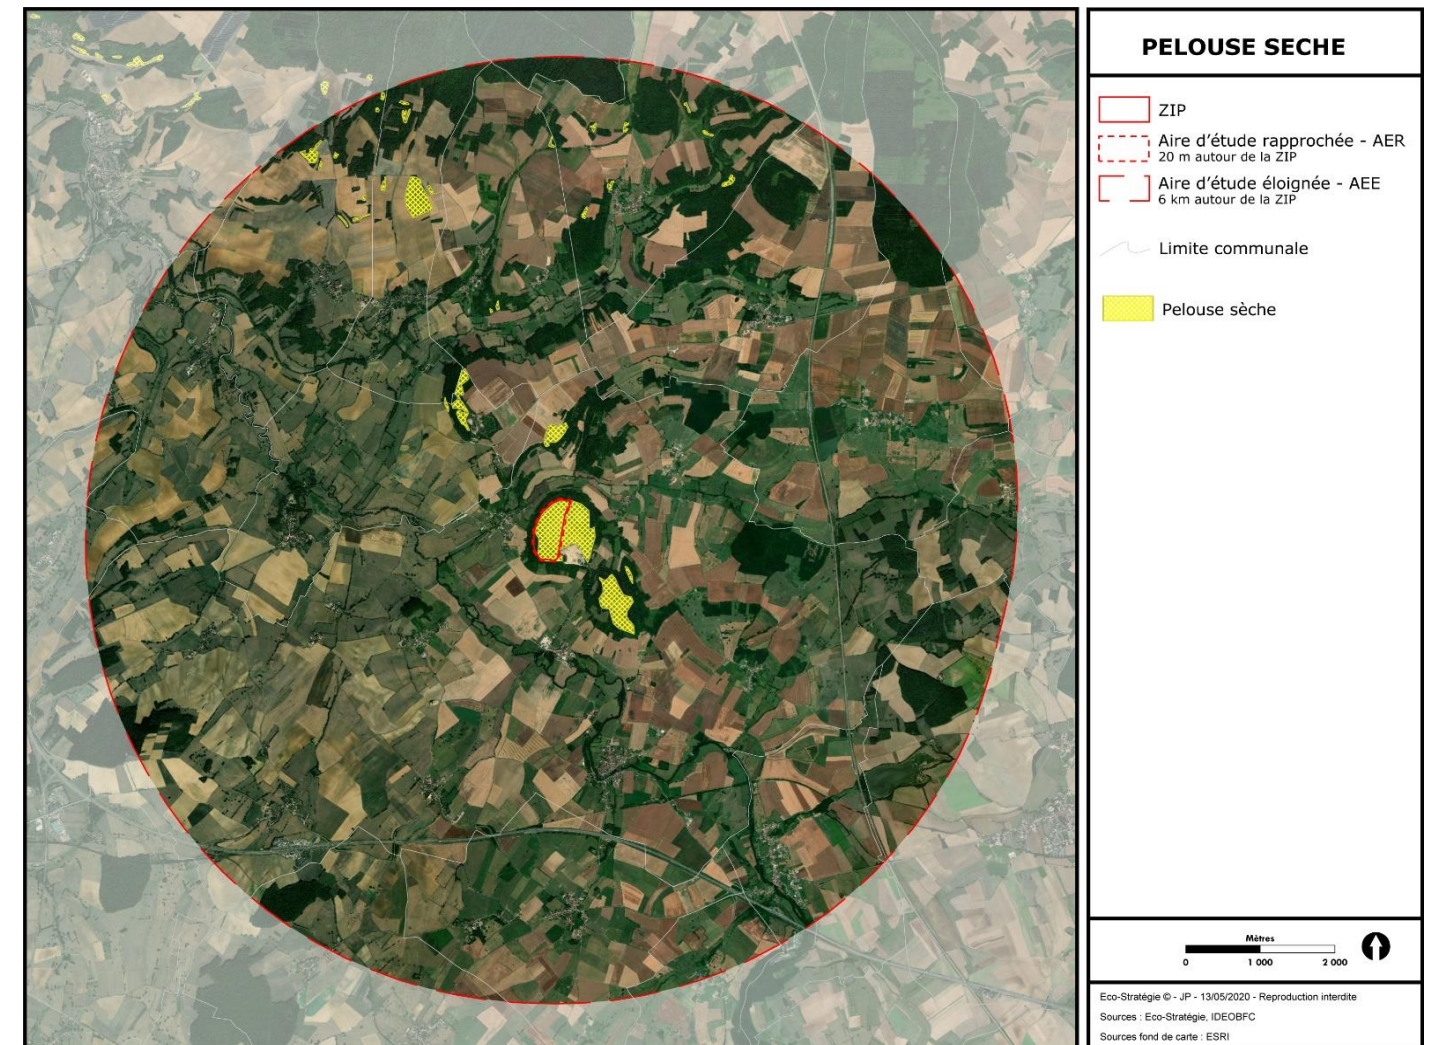 PELOUSE SECHE
ZIP
Aire d'étude rapprochée - AER
20 m autour de la ZIP
Aire d'étude éloignée - AEE
6 km autour de la ZIP
Limite communale
Pelouse sèche
Mètres
0 1 000 2 000
Eco-Stratégie © - JP - 13/05/2020 - Reproduction interdite
Sources : Eco-Stratégie, IDEOBFC
Sources fond de carte : ESRI